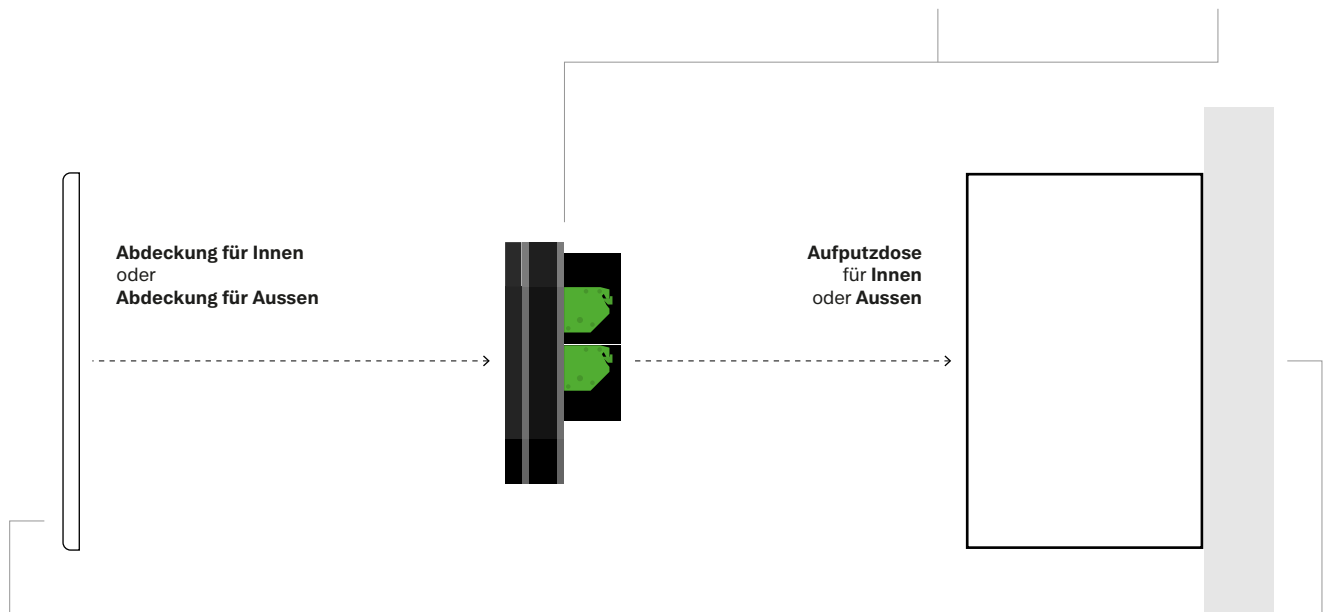 Abdeckung für Innen
oder
Abdeckung für Aussen
Aufputzdose
für Innen
oder Aussen